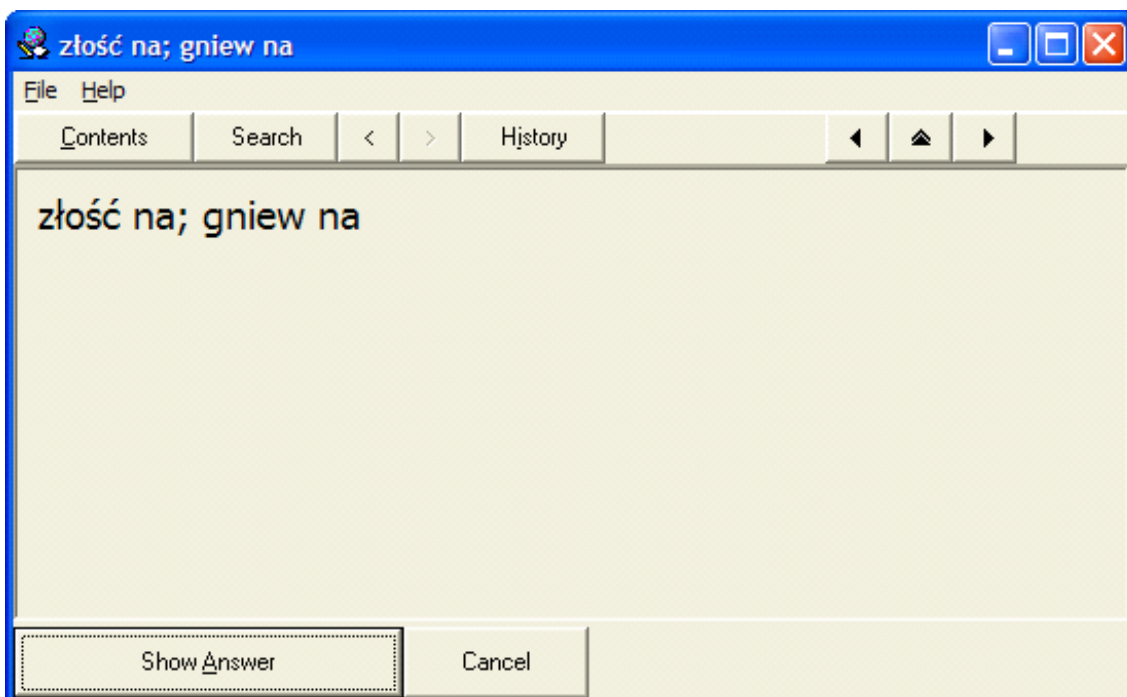 złość na; gniew na
File Help
Contents Search < > History
złość na; gniew na
Show Answer Cancel